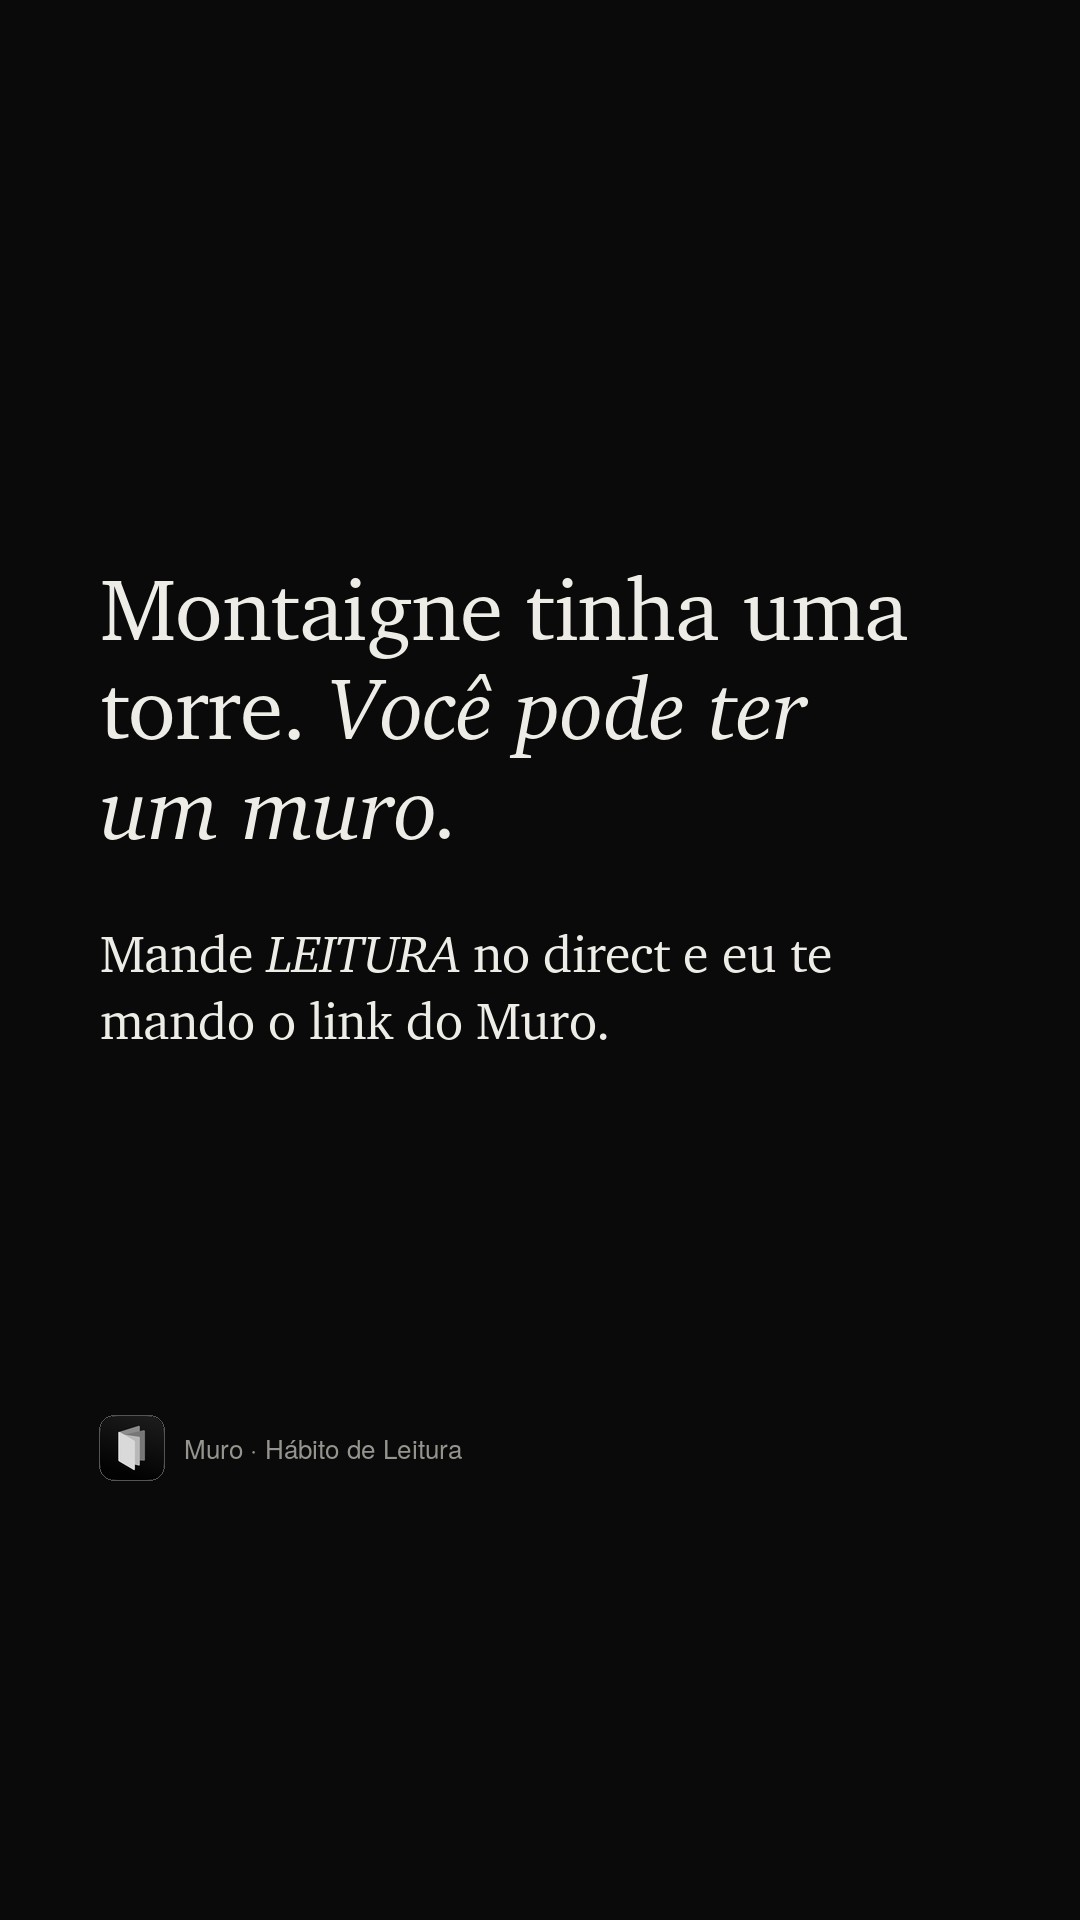 Montaigne tinha uma
torre. Você pode ter
um muro.
Mande LEITURA no direct e eu te
mando o link do Muro.
Muro · Hábito de Leitura